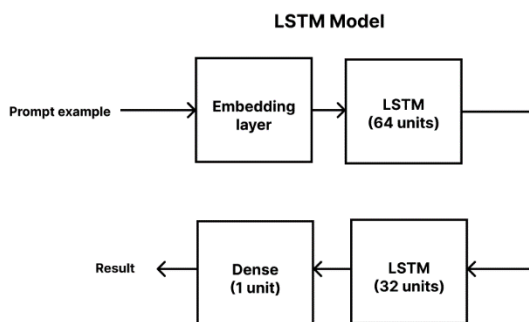 LSTM Model
Prompt example
Embedding
layer
LSTM
(64 units)
Result
Dense
(1 unit)
LSTM
(32 units)